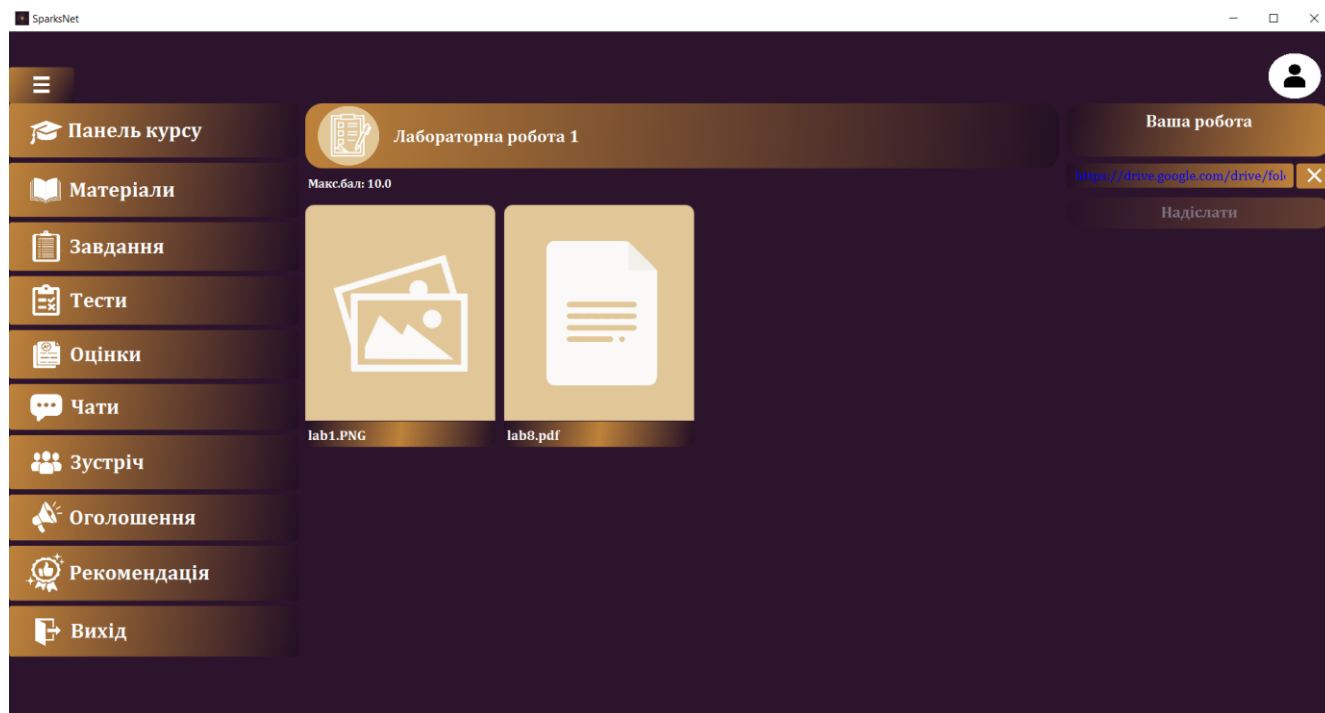 SparksNet
Панель курсу
Матеріали
Завдання
Тести
Оцінки
Чати
Зустріч
Оголошення
Рекомендація
Вихід
Лабораторна робота 1
Макс.бал: 10.0
lab1.PNG
lab8.pdf
Ваша робота
https://drive.google.com/drive/fol
Надіслати